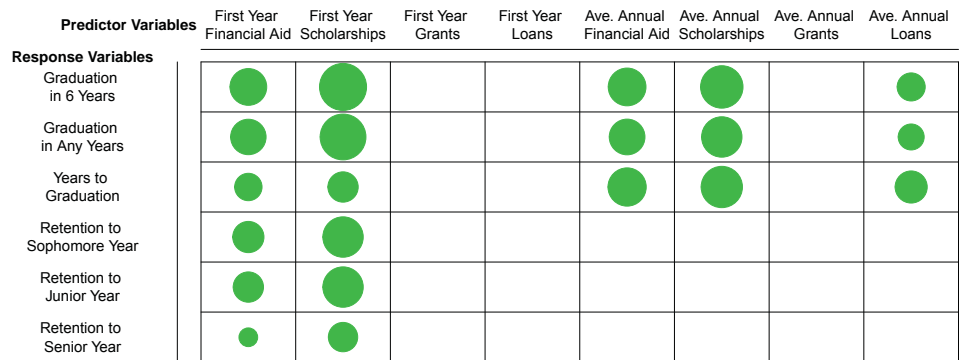 Predictor Variables
First Year
Financial Aid
First Year
Scholarships
First Year
Grants
First Year
Loans
Ave. Annual
Financial Aid
Ave. Annual
Scholarships
Ave. Annual
Grants
Ave. Annual
Loans
Response Variables
Graduation
in 6 Years
Graduation
in Any Years
Years to
Graduation
Retention to
Sophomore Year
Retention to
Junior Year
Retention to
Senior Year